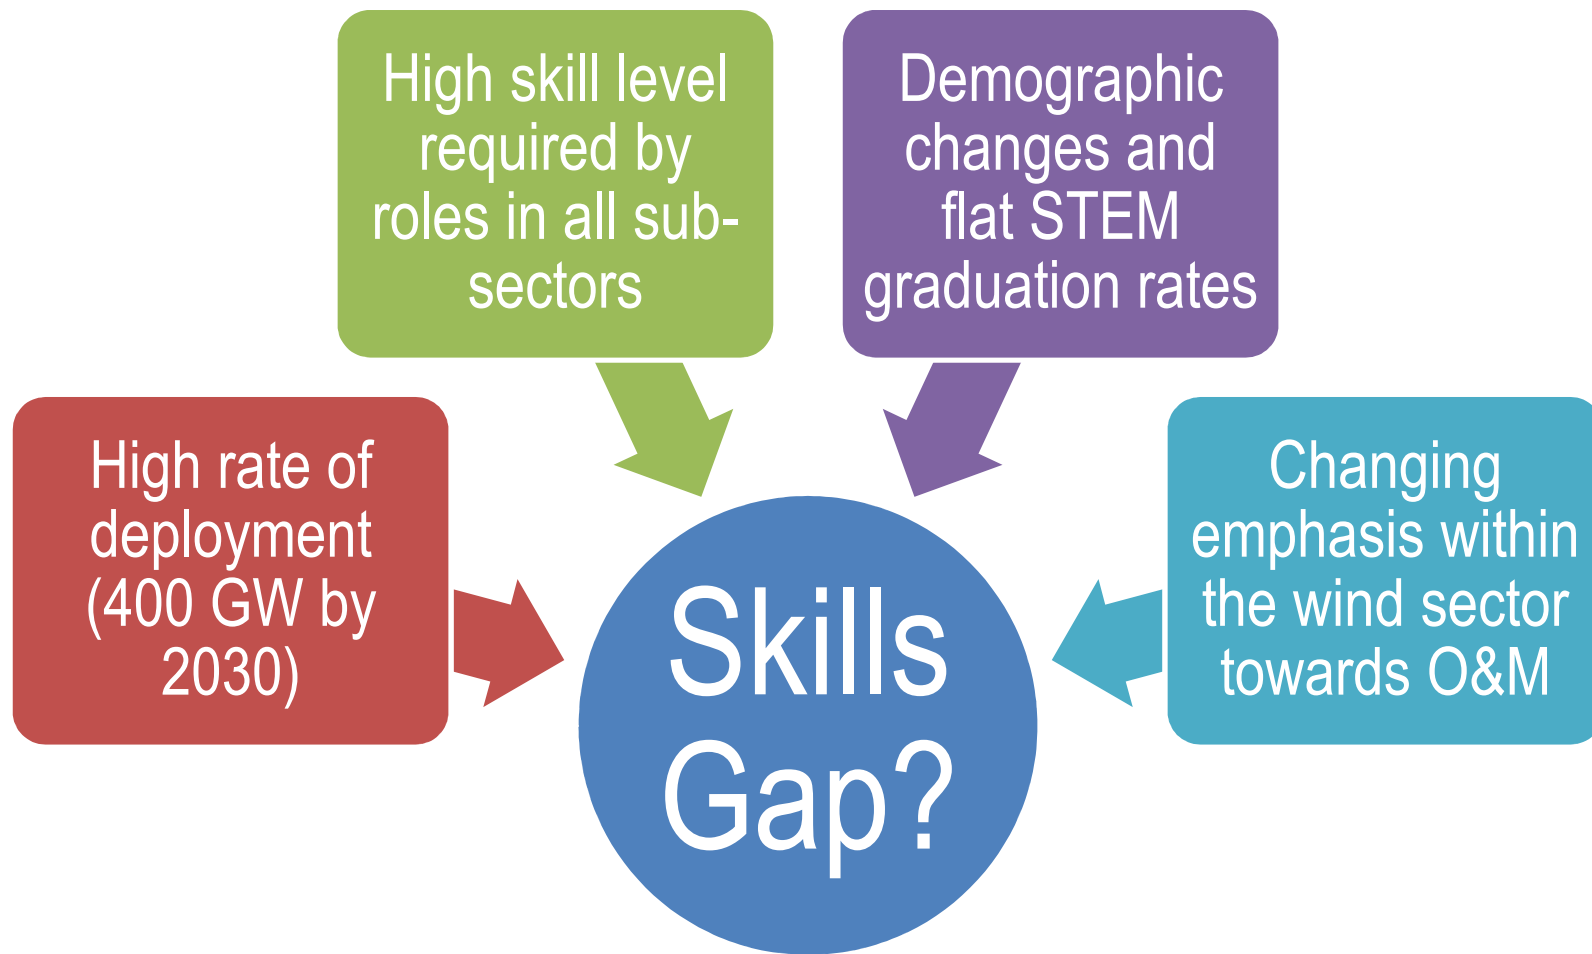 High skill level
required by
roles in all sub-
sectors
Demographic
changes and
flat STEM
graduation rates
High rate of
deployment
(400 GW by
2030)
Changing
emphasis within
the wind sector
towards O&M
Skills
Gap?